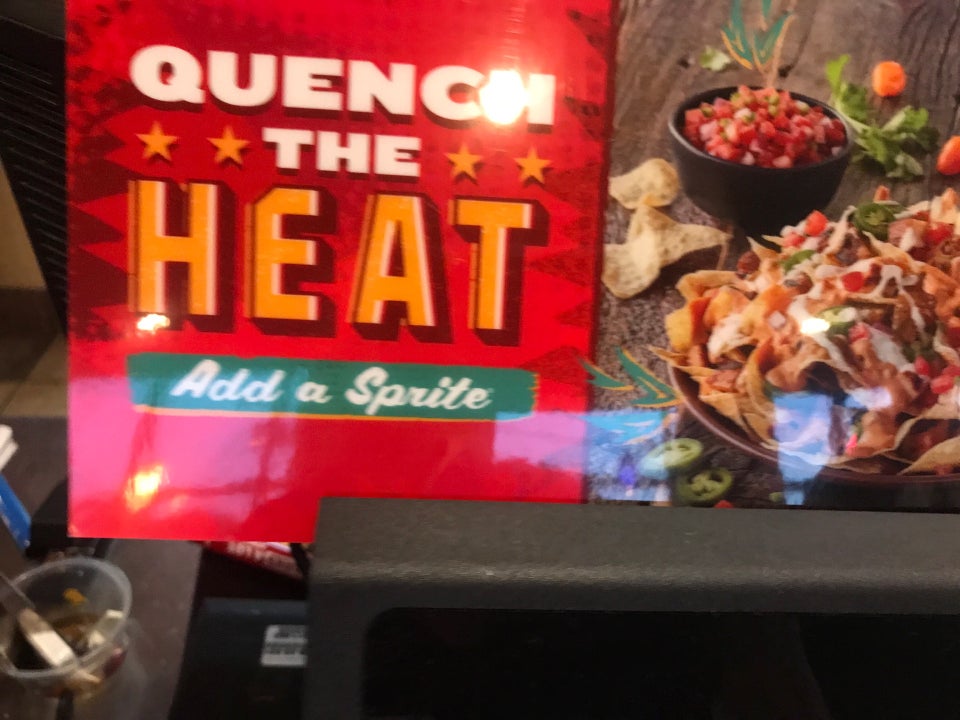 QUENCH
THE
HEAT
Add a Sprite